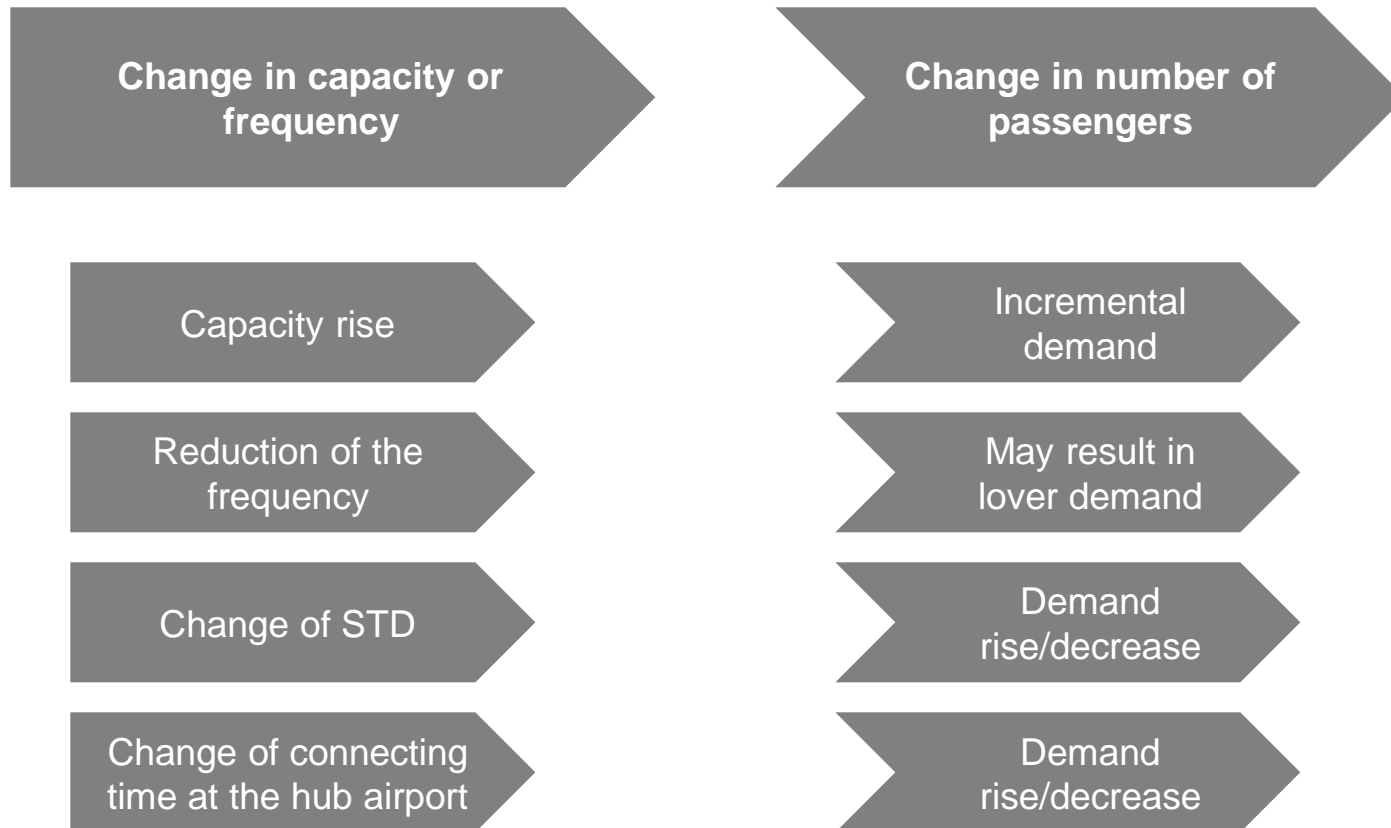 Change in capacity or
frequency
Change in number of
passengers
Capacity rise
Incremental
demand
Reduction of the
frequency
May result in
lover demand
Change of STD
Demand
rise/decrease
Change of connecting
time at the hub airport
Demand
rise/decrease